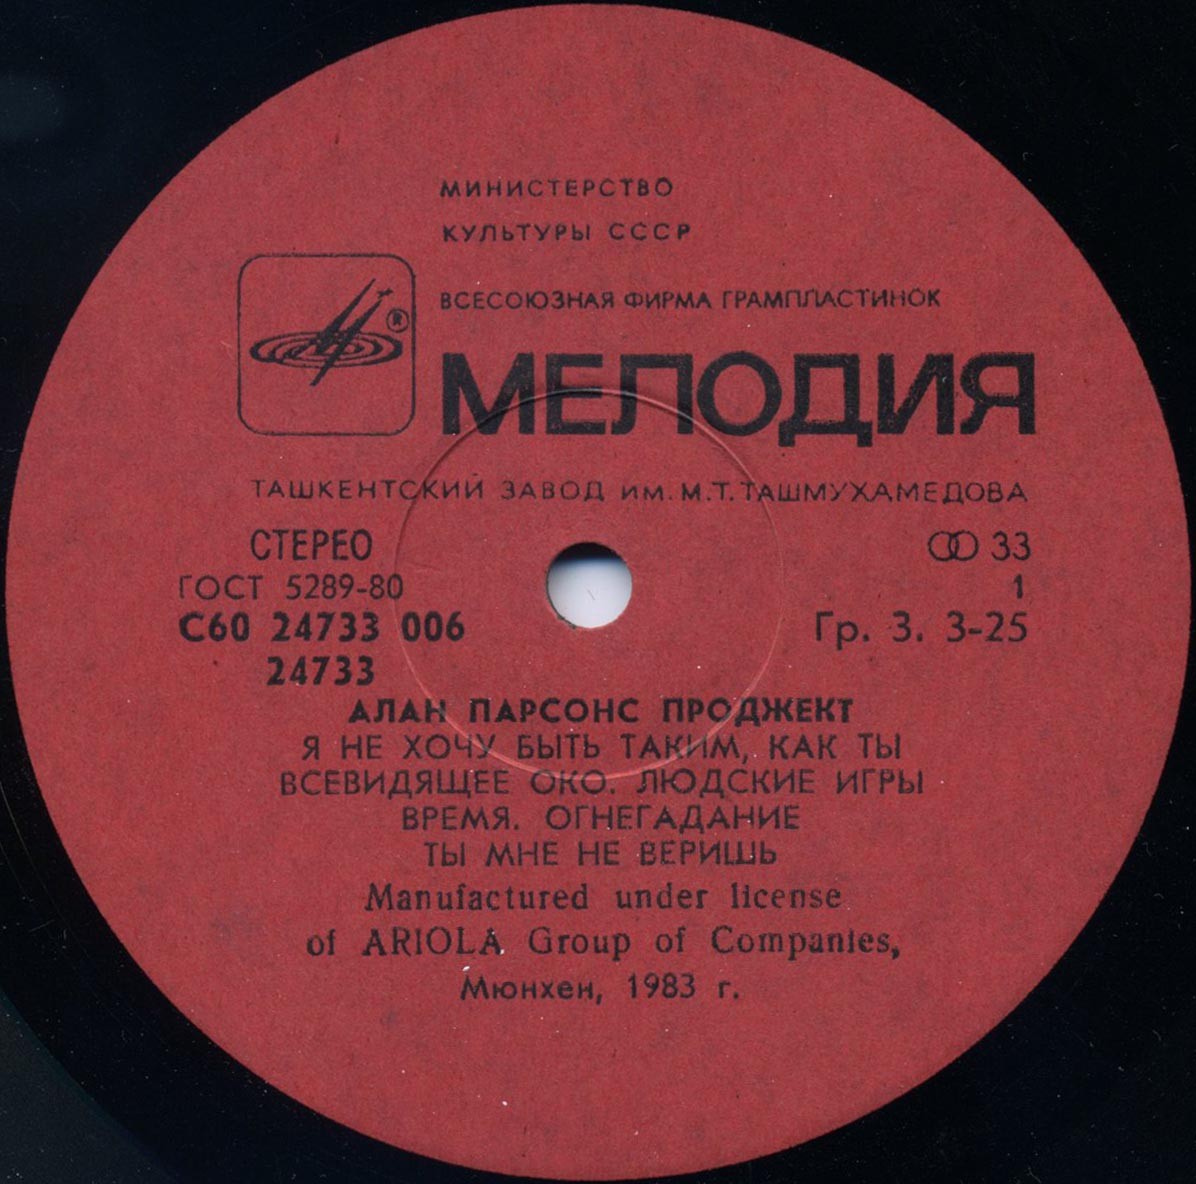 МИНИСТЕРСТВО
КУЛЬТУРЫ СССР
ВСЕСОЮЗНАЯ ФИРМА ГРАМПЛАСТИНОК
®
МЕЛОДИЯ
ТАШКЕНТСКИЙ ЗАВОД ИМ. М.Т. ТАШМУХАМЕДОВА
СТЕРЕО 33
ГОСТ 5289-80 1
С60 24733 006 Гр. 3. 3-25
24733
АЛАН ПАРСОНС ПРОДЖЕКТ
Я НЕ ХОЧУ БЫТЬ ТАКИМ, КАК ТЫ
ВСЕВИДЯЩЕЕ ОКО. ЛЮДСКИЕ ИГРЫ
ВРЕМЯ. ОГНЕГАДАНИЕ
ТЫ МНЕ НЕ ВЕРИШЬ
Manufactured under license
of ARIOLA Group of Companies,
Мюнхен, 1983 г.